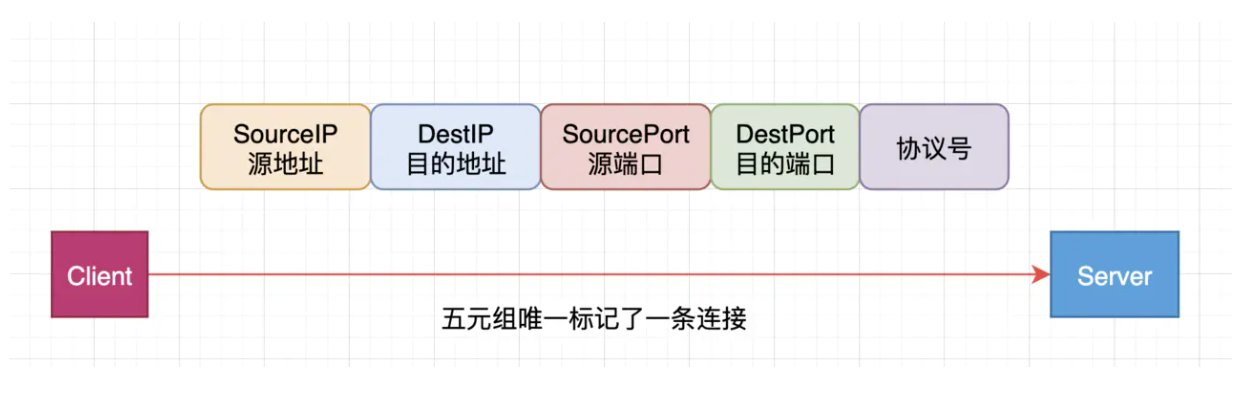 SourceIP
源地址
DestIP
目的地址
SourcePort
源端口
DestPort
目的端口
协议号
Client
Server
五元组唯一标记了一条连接